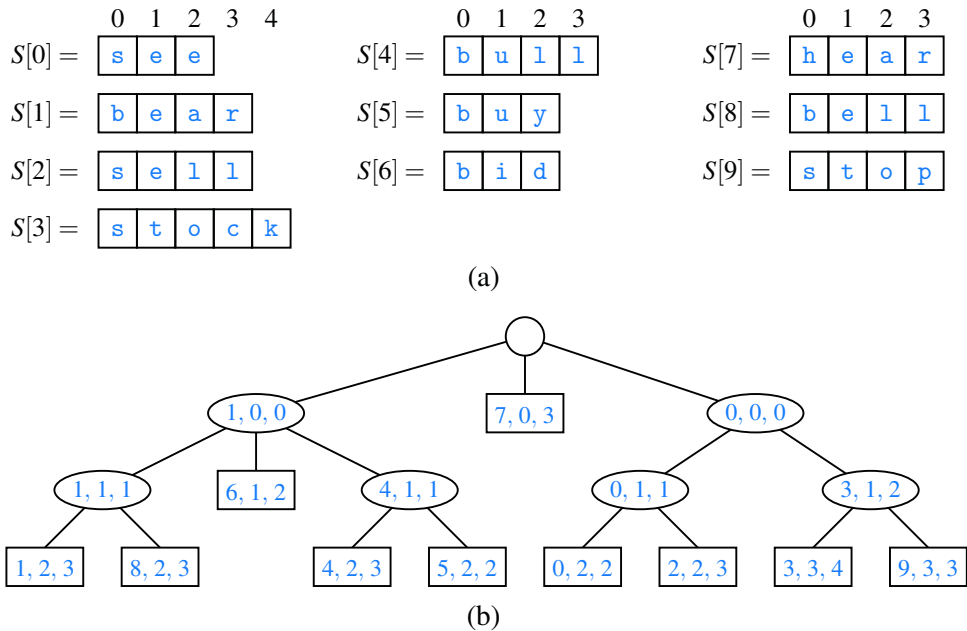 0 1 2 3 4
0 1 2 3
0 1 2 3
S[0] = s e e
S[4] = b u l l
S[7] = h e a r
S[1] = b e a r
S[5] = b u y
S[8] = b e l l
S[2] = s e l l
S[6] = b i d
S[9] = s t o p
S[3] = s t o c k
(a)
1, 0, 0
7, 0, 3
0, 0, 0
1, 1, 1
6, 1, 2
4, 1, 1
0, 1, 1
3, 1, 2
1, 2, 3
8, 2, 3
4, 2, 3
5, 2, 2
0, 2, 2
2, 2, 3
3, 3, 4
9, 3, 3
(b)